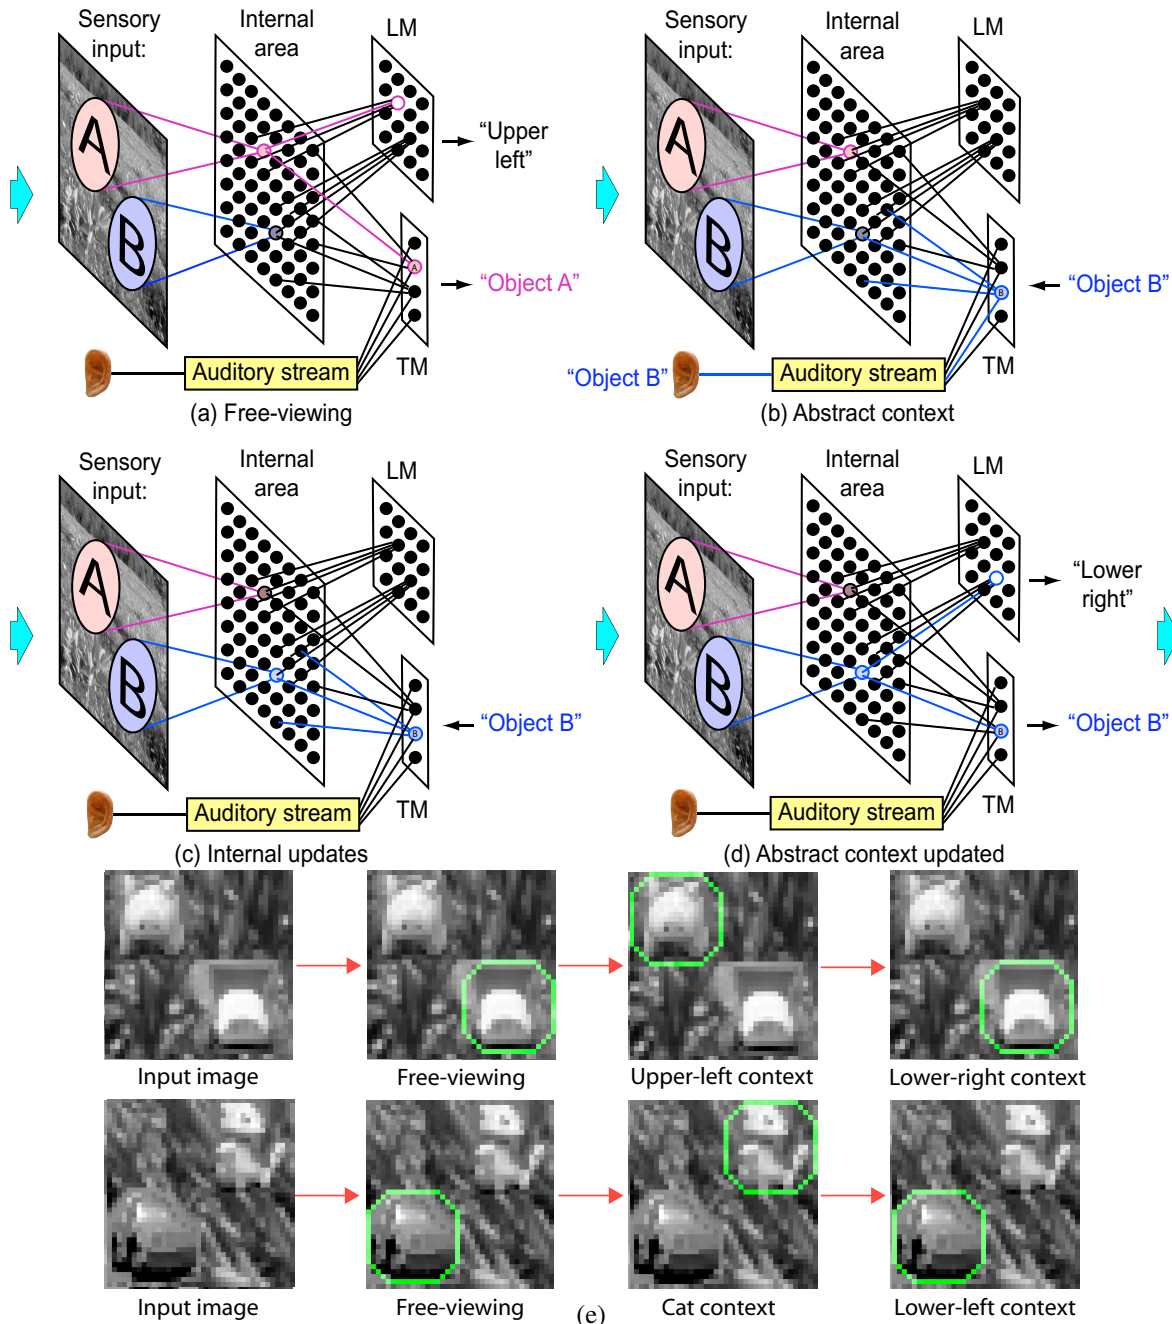 Sensory
input:
Internal
area
LM
A
B
"Upper
left"
A
"Object A"
TM
Auditory stream
(a) Free-viewing
Sensory
input:
Internal
area
LM
A
B
B
"Object B"
TM
"Object B"
Auditory stream
(b) Abstract context
Sensory
input:
Internal
area
LM
A
B
B
"Object B"
TM
Auditory stream
(c) Internal updates
Sensory
input:
Internal
area
LM
A
B
"Lower
right"
B
"Object B"
TM
Auditory stream
(d) Abstract context updated
Input image
Free-viewing
Upper-left context
Lower-right context
Input image
Free-viewing
Cat context
Lower-left context
(e)